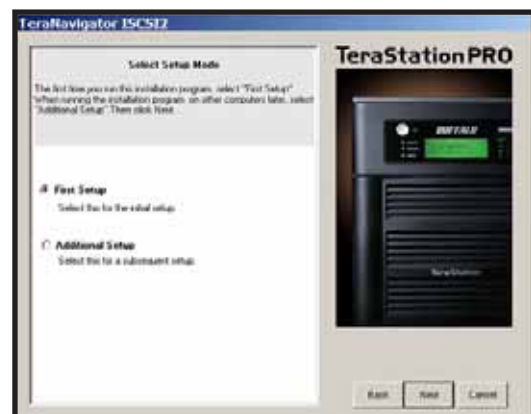 TeraNavigator ISCSI2
Select Setup Mode
The first time you run this installation program, select "First Setup"
When running the installation program on other computers later, select
"Additional Setup". Then click Next
First Setup
Select this for the initial setup.
Additional Setup
Select this for a subsequent setup.
TeraStation PRO
BUFFALO
TeraStation
Back
Next
Cancel